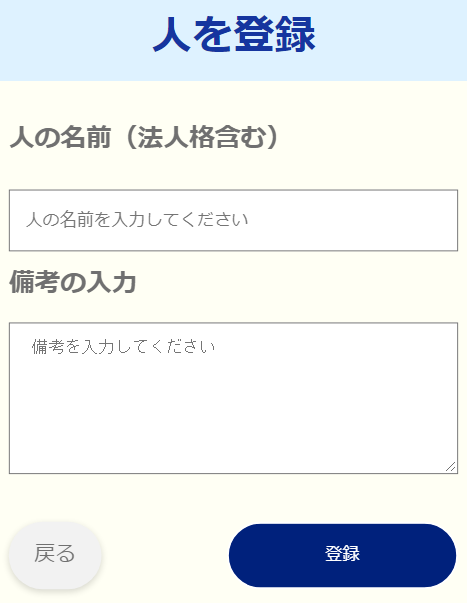 人を登録
人の名前（法人格含む）
人の名前を入力してください
備考の入力
備考を入力してください
戻る
登録